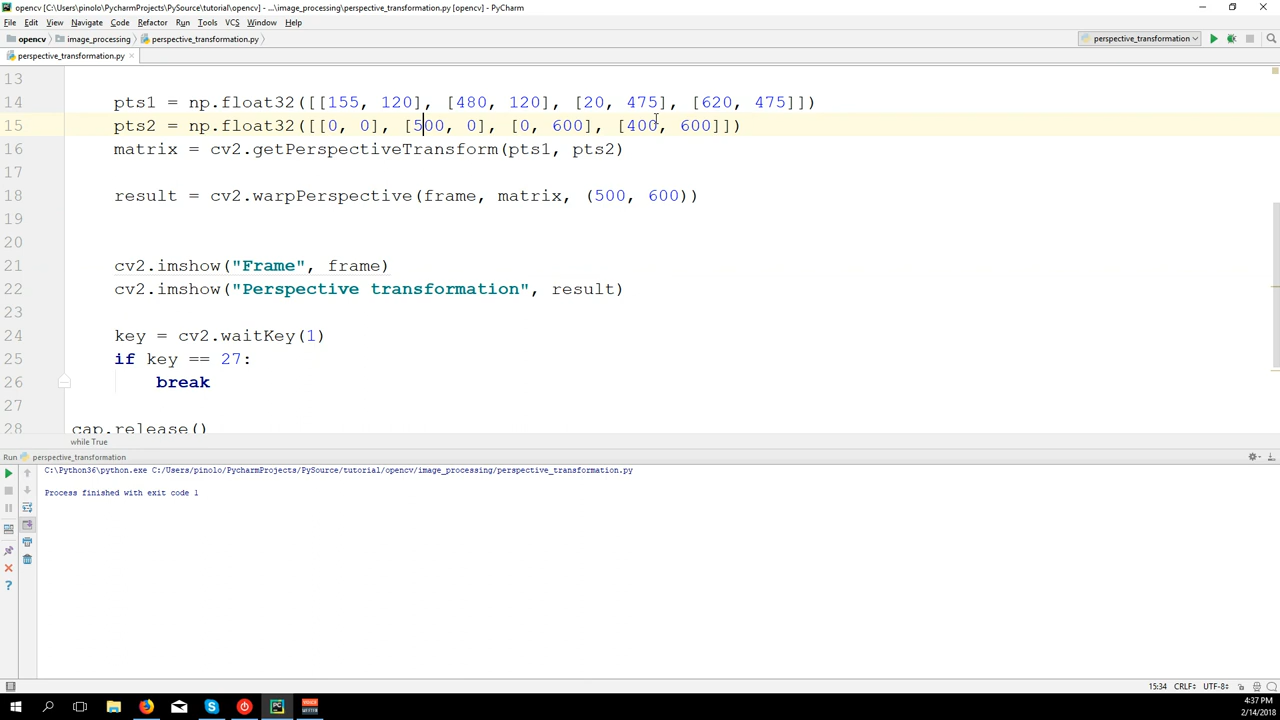 opencv [C:\Users\pinolo\PycharmProjects\PySource\tutorial\opencv] - ...\image_processing\perspective_transformation.py [opencv] - PyCharm
File Edit View Navigate Code Refactor Run Tools VCS Window Help
opencv image_processing perspective_transformation.py perspective_transformation
perspective_transformation.py
13
14 pts1 = np.float32([[155, 120], [480, 120], [20, 475], [620, 475]])
15 pts2 = np.float32([[0, 0], [500, 0], [0, 600], [400, 600]])
16 matrix = cv2.getPerspectiveTransform(pts1, pts2)
17
18 result = cv2.warpPerspective(frame, matrix, (500, 600))
19
20
21 cv2.imshow("Frame", frame)
22 cv2.imshow("Perspective transformation", result)
23
24 key = cv2.waitKey(1)
25 if key == 27:
26 break
27
28 cap.release()
while True
Run perspective_transformation
C:\Python36\python.exe C:/Users/pinolo/PycharmProjects/PySource/tutorial/opencv/image_processing/perspective_transformation.py
Process finished with exit code 1
15:34 CRLF÷ UTF-8÷
4:37 PM
2/14/2018